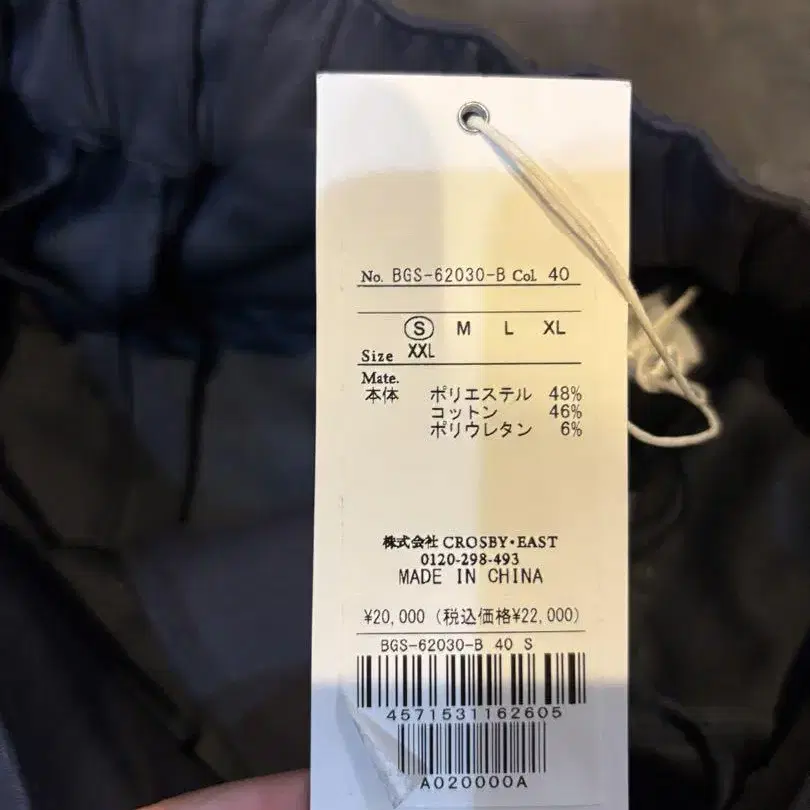 No. BGS-62030-B Col. 40
S M L XL
Size XXL
Mate.
本体 ポリエステル 48%
コットン 46%
ポリウレタン 6%
株式会社 CROSBY・EAST
0120-298-493
MADE IN CHINA
¥20,000 (税込価格¥22,000)
BGS-62030-B 40 S
4571531162605
A020000A